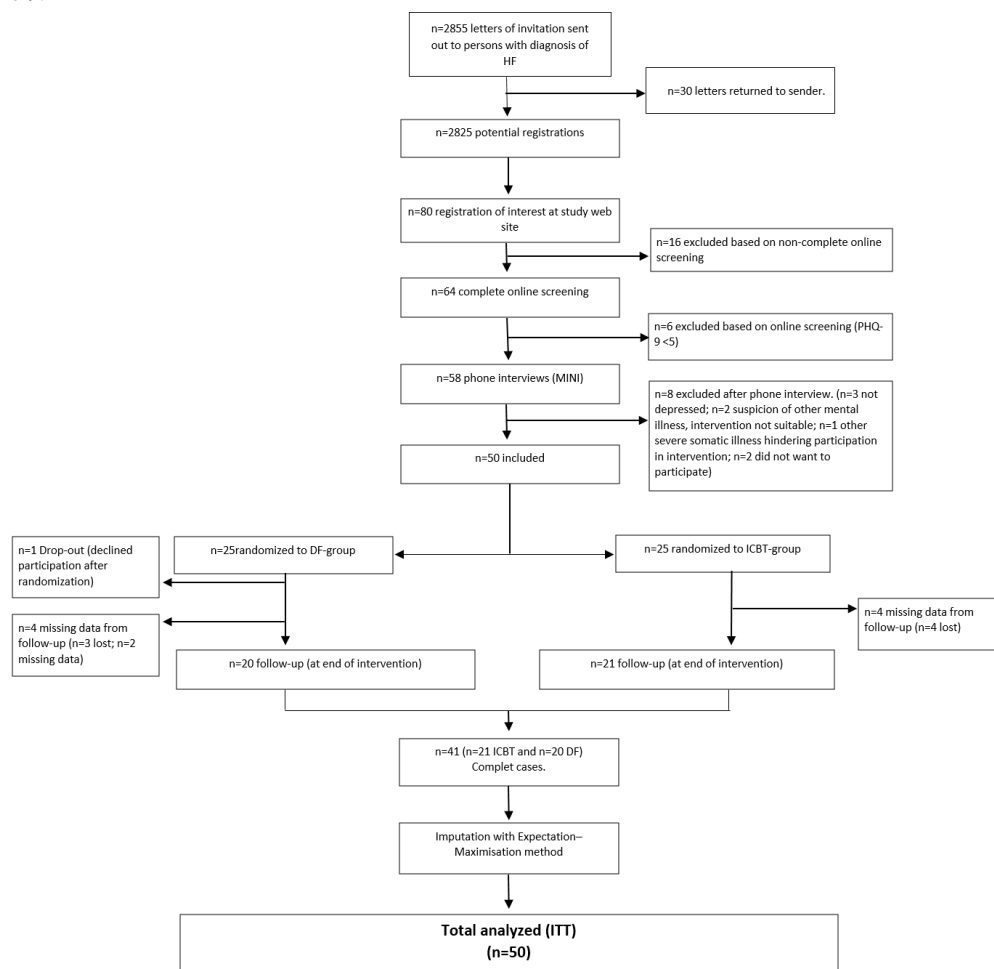 n=2855 letters of invitation sent
out to persons with diagnosis of
HF
n=30 letters returned to sender.
n=2825 potential registrations
n=80 registration of interest at study web
site
n=16 excluded based on non-complete online
screening
n=64 complete online screening
n=6 excluded based on online screening (PHQ-
9 <5)
n=58 phone interviews (MINI)
n=8 excluded after phone interview. (n=3 not
depressed; n=2 suspicion of other mental
illness, intervention not suitable; n=1 other
severe somatic illness hindering participation
in intervention; n=2 did not want to
participate)
n=50 included
n=1 Drop-out (declined
participation after
randomization)
n=25randomized to DF-group
n=25 randomized to ICBT-group
n=4 missing data from
follow-up (n=3 lost; n=2
missing data)
n=4 missing data from
follow-up (n=4 lost)
n=20 follow-up (at end of intervention)
n=21 follow-up (at end of intervention)
n=41 (n=21 ICBT and n=20 DF)
Complet cases.
Imputation with Expectation–
Maximisation method
Total analyzed (ITT)
(n=50)